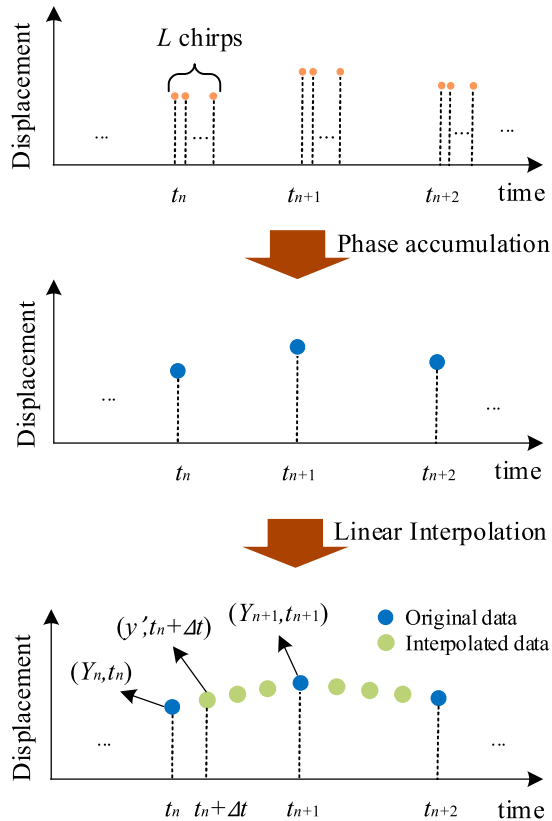 Displacement
L chirps
...
...
...
...
...
tn
tn+1
tn+2
time
Phase accumulation
Displacement
...
...
tn
tn+1
tn+2
time
Linear Interpolation
Displacement
(Yn,tn)
(y′,tn+Δt)
(Yn+1,tn+1)
Original data
Interpolated data
...
...
tn
tn+Δt
tn+1
tn+2
time